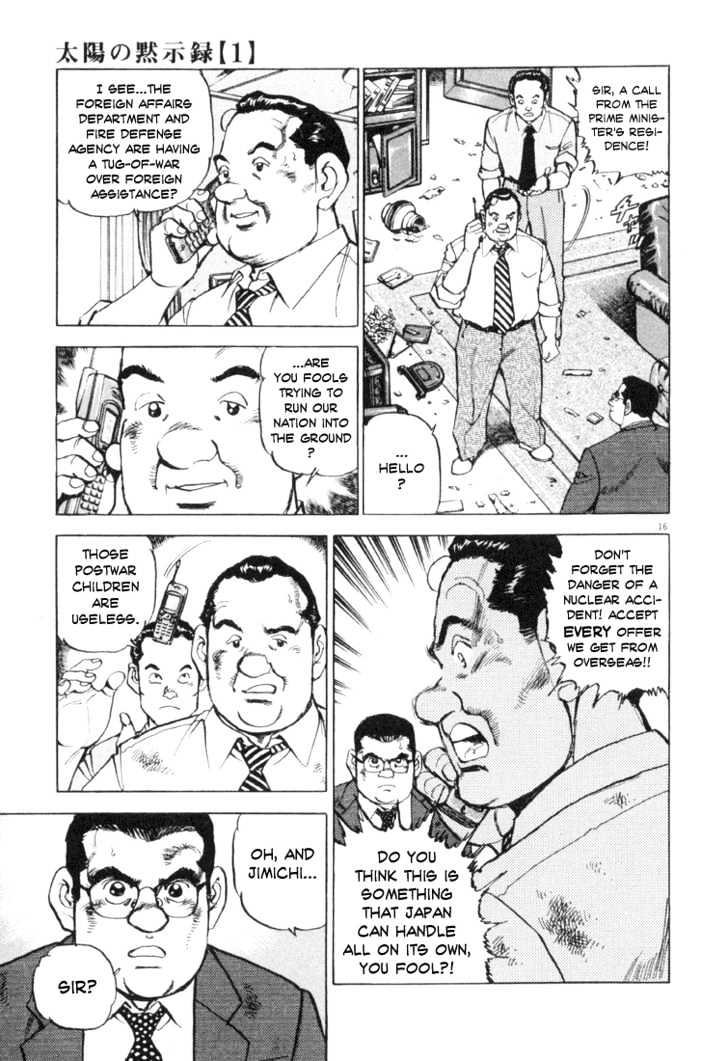 太陽の黙示録【1】
SIR, A CALL
FROM THE
PRIME MINIS-
TER'S RESI-
DENCE!
...
HELLO
?
I SEE...THE
FOREIGN AFFAIRS
DEPARTMENT AND
FIRE DEFENSE
AGENCY ARE HAVING
A TUG-OF-WAR
OVER FOREIGN
ASSISTANCE?
...ARE
YOU FOOLS
TRYING TO
RUN OUR
NATION INTO
THE GROUND
?
16
DON'T
FORGET THE
DANGER OF A
NUCLEAR ACCI-
DENT! ACCEPT
EVERY OFFER
WE GET FROM
OVERSEAS!!
DO YOU
THINK THIS IS
SOMETHING
THAT JAPAN
CAN HANDLE
ALL ON ITS OWN,
YOU FOOL?!
THOSE
POSTWAR
CHILDREN
ARE
USELESS.
OH, AND
JIMICHI...
SIR?